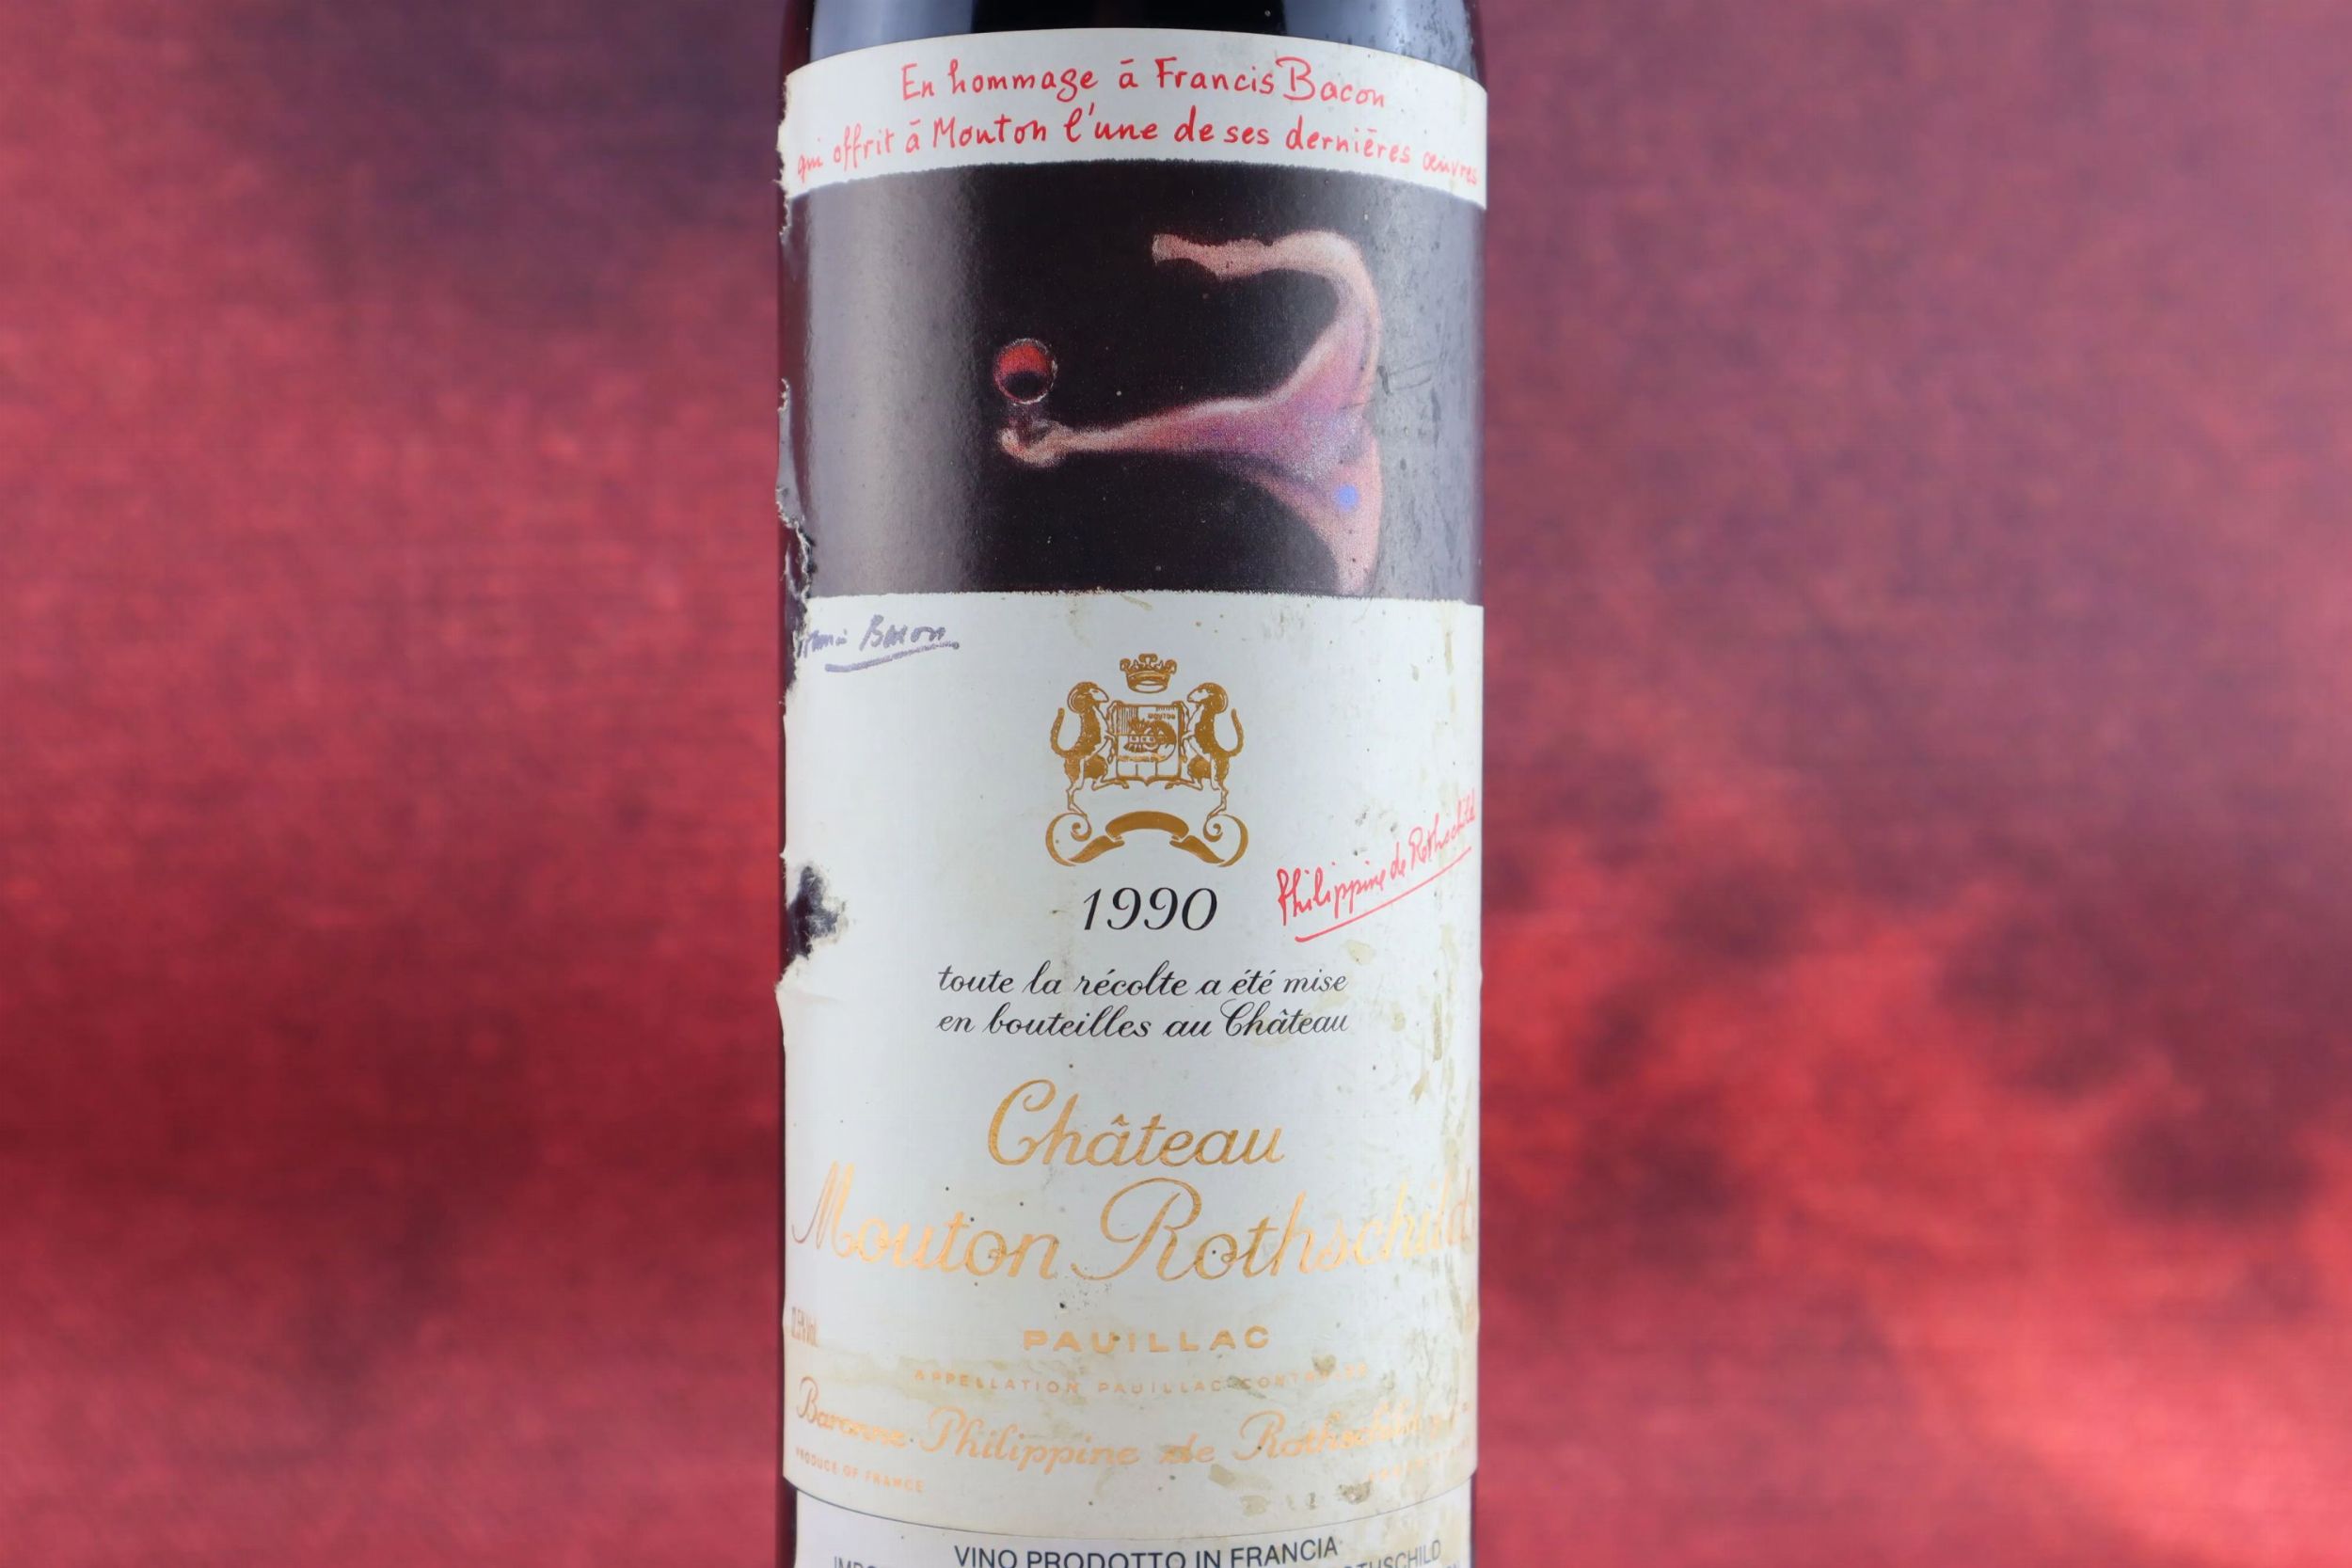 En hommage à Francis Bacon
qui offrit à Mouton l'une de ses dernières œuvres
Bacon
MOUTON
1990
Philippine de Rothschild
toute la récolte a été mise
en bouteilles au Château
Château
Mouton Rothschild
PAUILLAC
APPELLATION PAUILLAC CONTROLEE
Baronne Philippine de Rothschild
PRODUCE OF FRANCE
VINO PRODOTTO IN FRANCIA